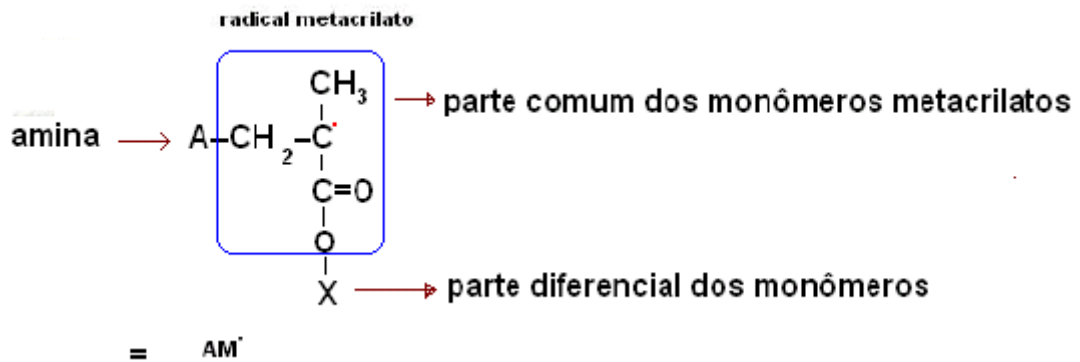 radical metacrilato
CH3
parte comum dos monômeros metacrilatos
amina
A-CH2-C•
C=O
O
X
parte diferencial dos monômeros
= AM•